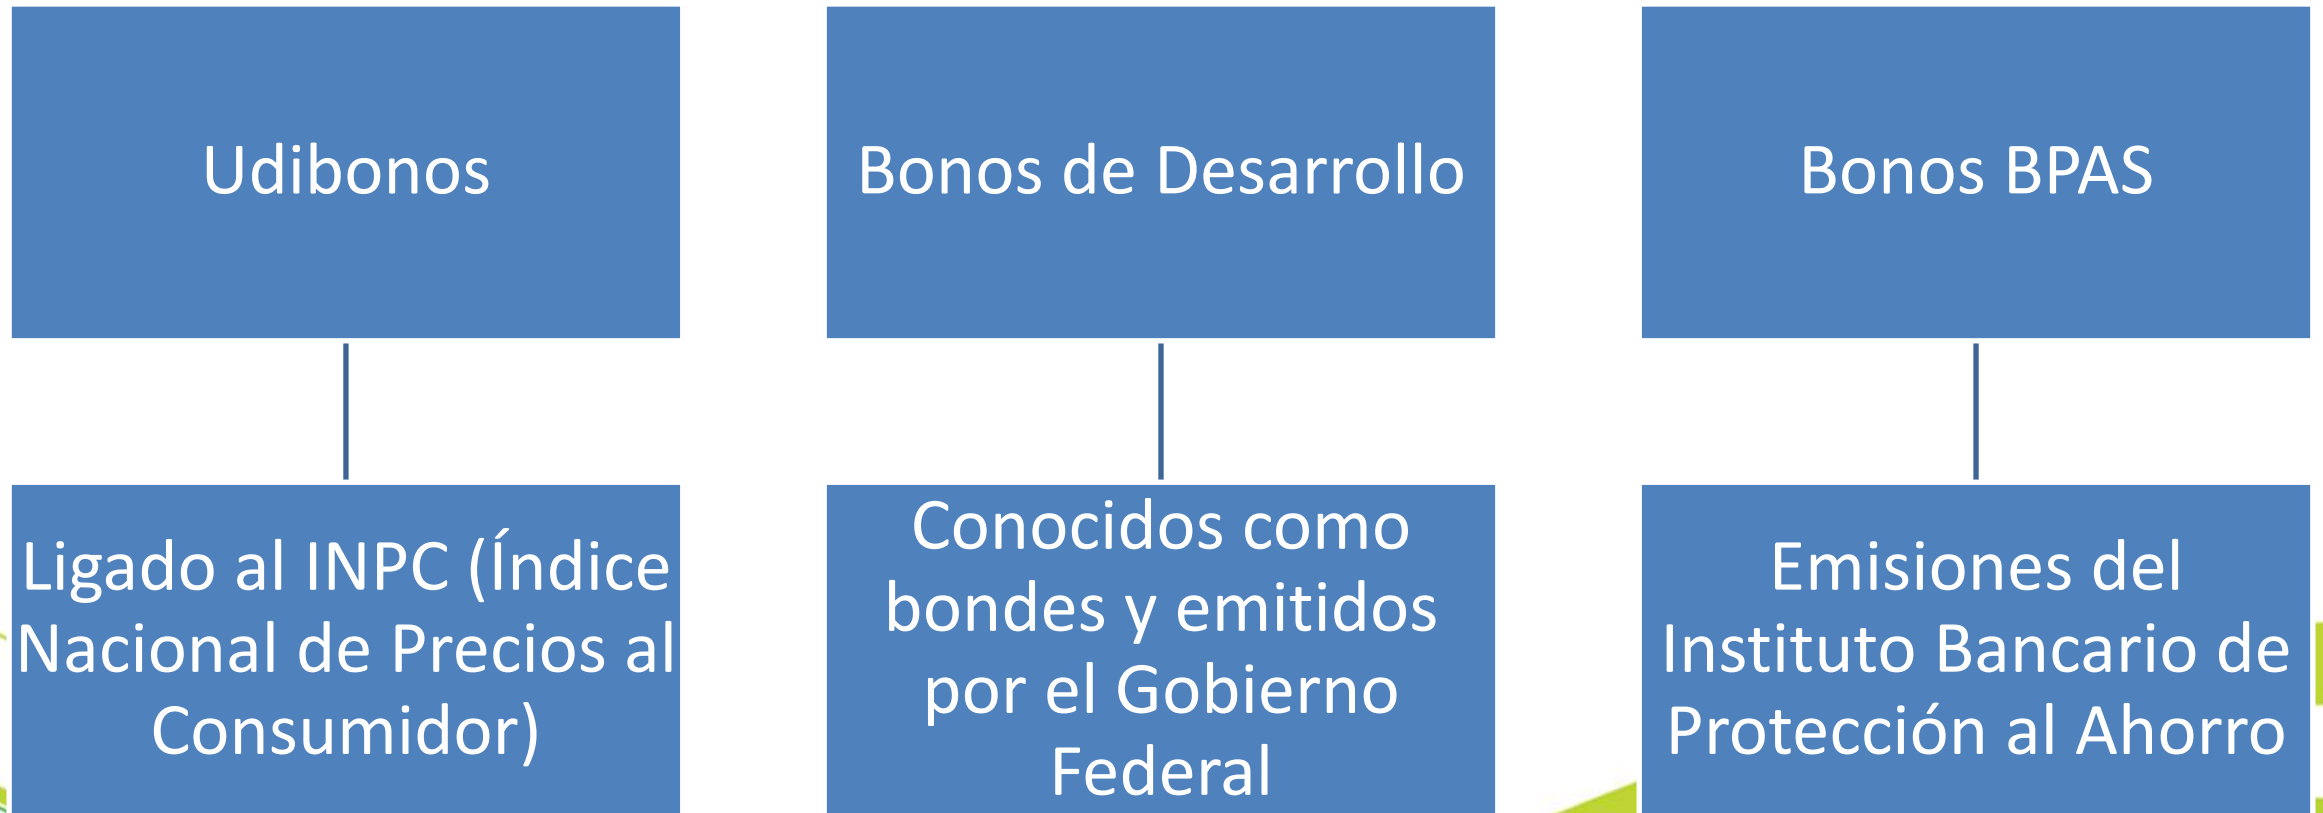 Udibonos
Bonos de Desarrollo
Bonos BPAS
Ligado al INPC (Índice
Nacional de Precios al
Consumidor)
Conocidos como
bondes y emitidos
por el Gobierno
Federal
Emisiones del
Instituto Bancario de
Protección al Ahorro